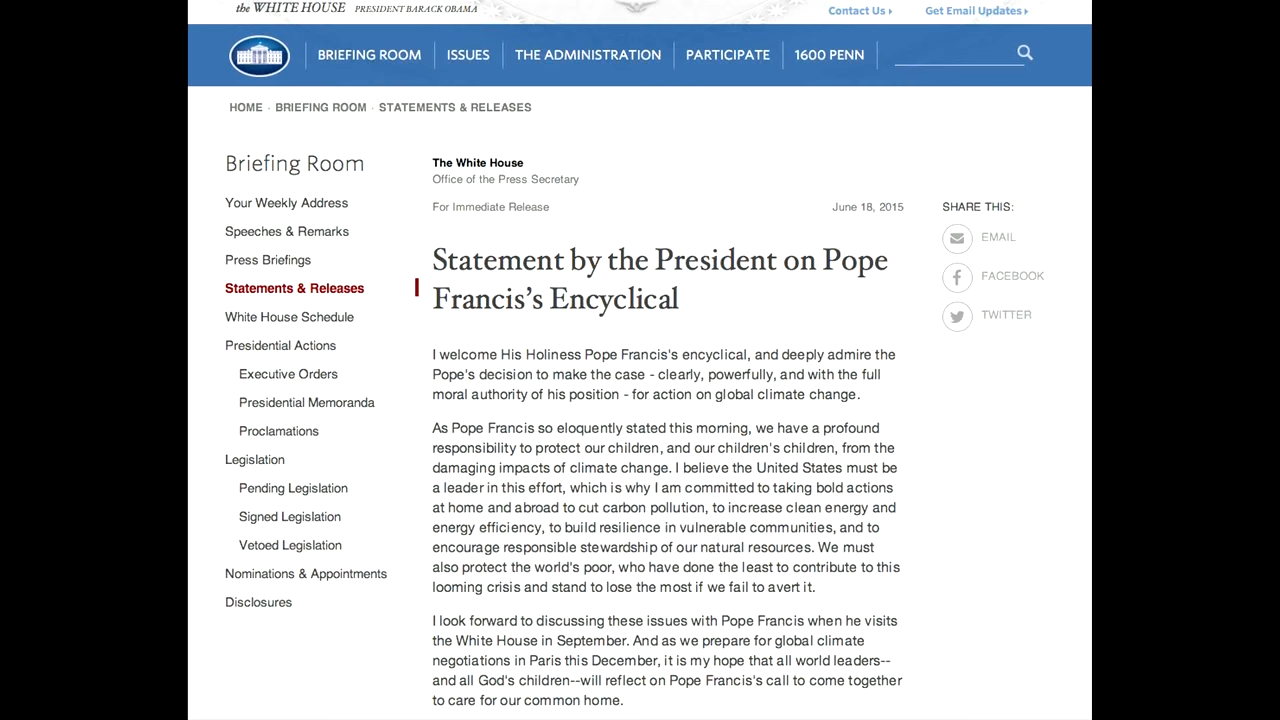 the WHITE HOUSE PRESIDENT BARACK OBAMA
Contact Us Get Email Updates
BRIEFING ROOM ISSUES THE ADMINISTRATION PARTICIPATE 1600 PENN
HOME · BRIEFING ROOM · STATEMENTS & RELEASES
Briefing Room
Your Weekly Address
Speeches & Remarks
Press Briefings
Statements & Releases
White House Schedule
Presidential Actions
Executive Orders
Presidential Memoranda
Proclamations
Legislation
Pending Legislation
Signed Legislation
Vetoed Legislation
Nominations & Appointments
Disclosures
The White House
Office of the Press Secretary
For Immediate Release June 18, 2015
Statement by the President on Pope
Francis's Encyclical
I welcome His Holiness Pope Francis's encyclical, and deeply admire the
Pope's decision to make the case - clearly, powerfully, and with the full
moral authority of his position - for action on global climate change.
As Pope Francis so eloquently stated this morning, we have a profound
responsibility to protect our children, and our children's children, from the
damaging impacts of climate change. I believe the United States must be
a leader in this effort, which is why I am committed to taking bold actions
at home and abroad to cut carbon pollution, to increase clean energy and
energy efficiency, to build resilience in vulnerable communities, and to
encourage responsible stewardship of our natural resources. We must
also protect the world's poor, who have done the least to contribute to this
looming crisis and stand to lose the most if we fail to avert it.
I look forward to discussing these issues with Pope Francis when he visits
the White House in September. And as we prepare for global climate
negotiations in Paris this December, it is my hope that all world leaders--
and all God's children--will reflect on Pope Francis's call to come together
to care for our common home.
SHARE THIS:
EMAIL
FACEBOOK
TWITTER